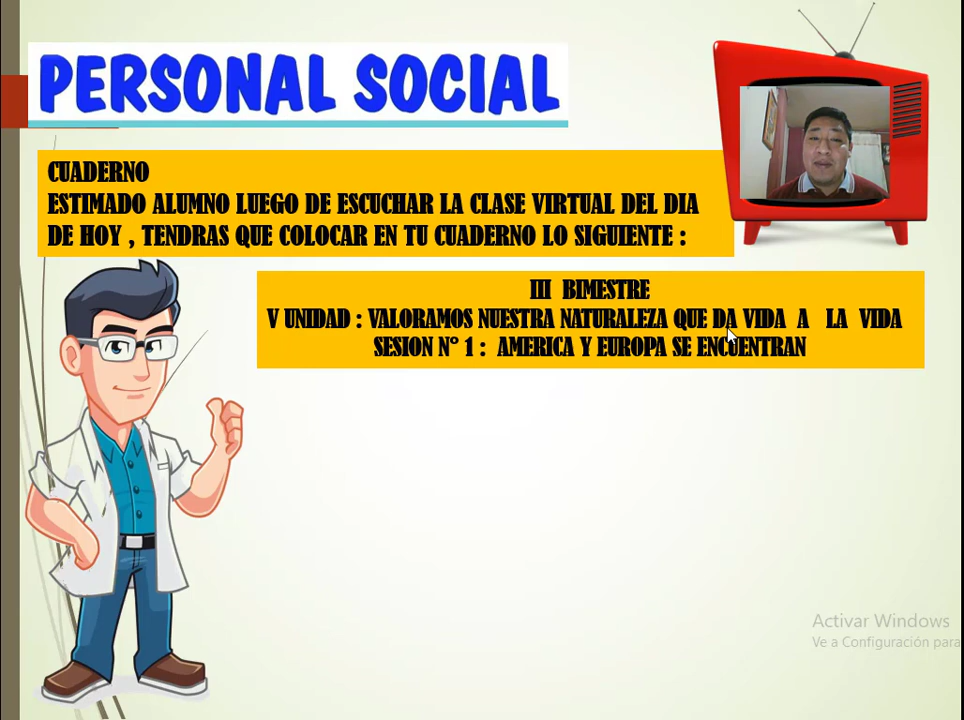 PERSONAL SOCIAL
CUADERNO
ESTIMADO ALUMNO LUEGO DE ESCUCHAR LA CLASE VIRTUAL DEL DIA
DE HOY , TENDRAS QUE COLOCAR EN TU CUADERNO LO SIGUIENTE :
III BIMESTRE
V UNIDAD : VALORAMOS NUESTRA NATURALEZA QUE DA VIDA A LA VIDA
SESION N° 1 : AMERICA Y EUROPA SE ENCUENTRAN
Activar Windows
Ve a Configuración para